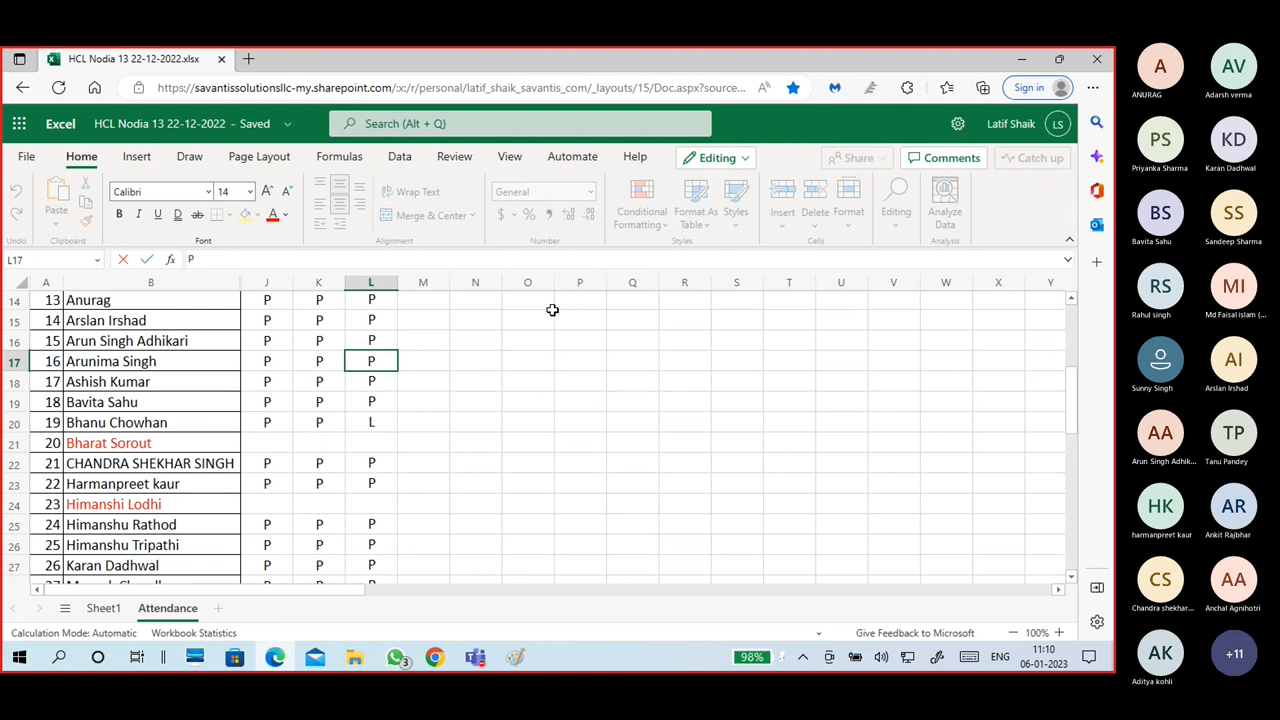 HCL Nodia 13 22-12-2022.xlsx
https://savantissolutionsllc-my.sharepoint.com/:x:/r/personal/latif_shaik_savantis_com/_layouts/15/Doc.aspx?source...
Sign in
Excel HCL Nodia 13 22-12-2022 - Saved
Search (Alt + Q)
Latif Shaik LS
File Home Insert Draw Page Layout Formulas Data Review View Automate Help
Editing Share Comments Catch up
Paste Calibri 14 Wrap Text General
Merge & Center
Conditional Formatting Format As Table Styles Insert Delete Format Editing Analyze Data
Undo Clipboard Font Alignment Number Styles Cells Analysis
L17 fx P
A B J K L M N O P Q R S T U V W X Y
14 13 Anurag P P P
15 14 Arslan Irshad P P P
16 15 Arun Singh Adhikari P P P
17 16 Arunima Singh P P P
18 17 Ashish Kumar P P P
19 18 Bavita Sahu P P P
20 19 Bhanu Chowhan P P L
21 20 Bharat Sorout
22 21 CHANDRA SHEKHAR SINGH P P P
23 22 Harmanpreet kaur P P P
24 23 Himanshi Lodhi
25 24 Himanshu Rathod P P P
26 25 Himanshu Tripathi P P P
27 26 Karan Dadhwal P P P
Sheet1 Attendance
Calculation Mode: Automatic Workbook Statistics Give Feedback to Microsoft 100%
98% ENG 11:10
06-01-2023
3
A AV
ANURAG Adarsh verma
PS KD
Priyanka Sharma Karan Dadhwal
BS SS
Bavita Sahu Sandeep Sharma
RS MI
Rahul singh Md Faisal islam (...
AI
Sunny Singh Arslan Irshad
AA TP
Arun Singh Adhik... Tanu Pandey
HK AR
harmanpreet kaur Ankit Rajbhar
CS AA
Chandra shekhar... Anchal Agnihotri
AK +11
Aditya kohli